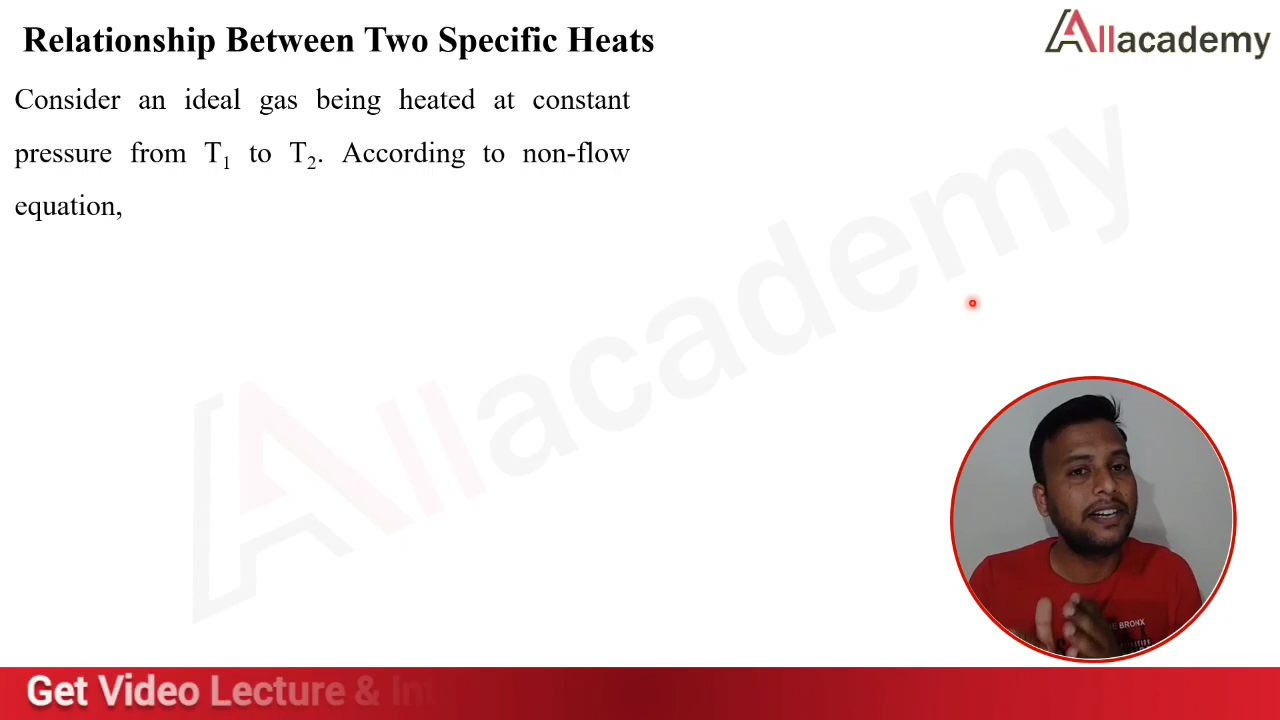 Relationship Between Two Specific Heats
Allacademy
Consider an ideal gas being heated at constant
pressure from T₁ to T₂. According to non-flow
equation,
Allacademy
BRONX
Get Video Lecture &